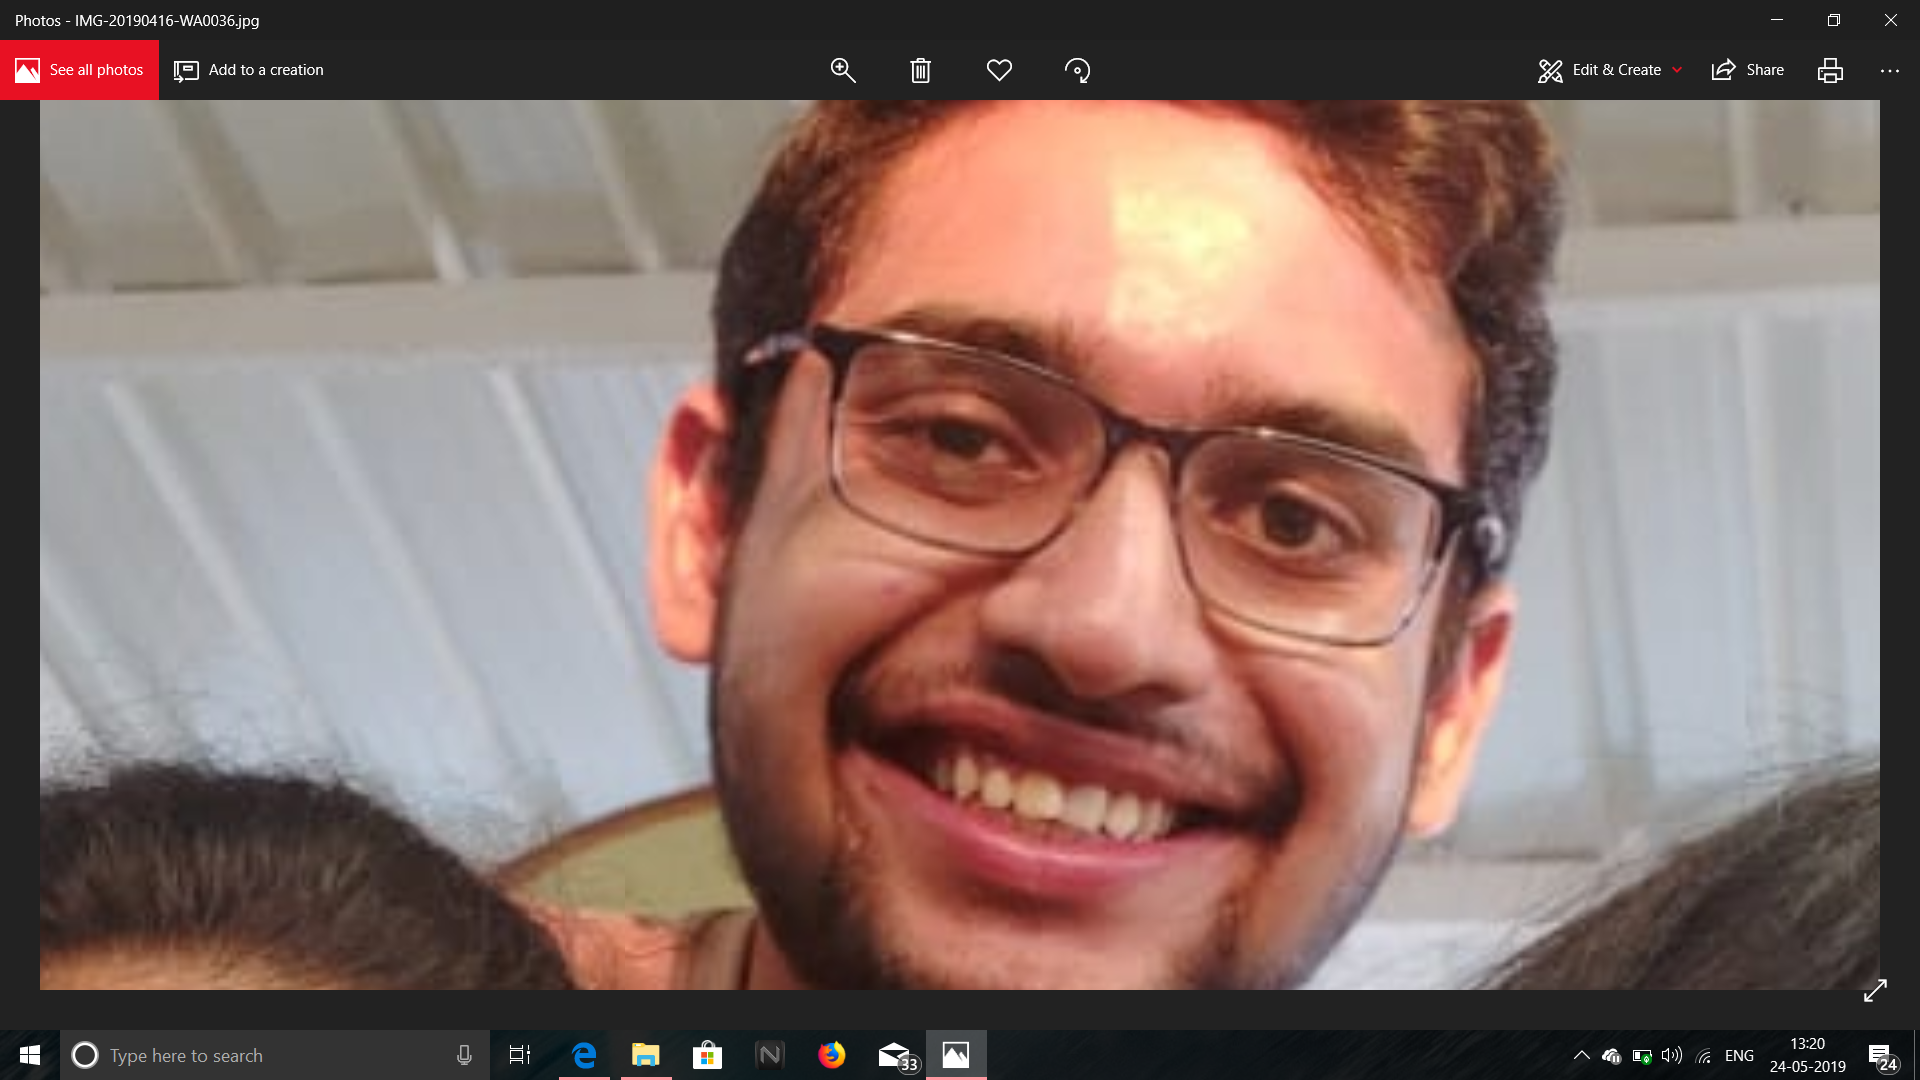 Photos - IMG-20190416-WA0036.jpg
See all photos
Add to a creation
Edit & Create
Share
Type here to search
33
ENG
13:20
24-05-2019
24